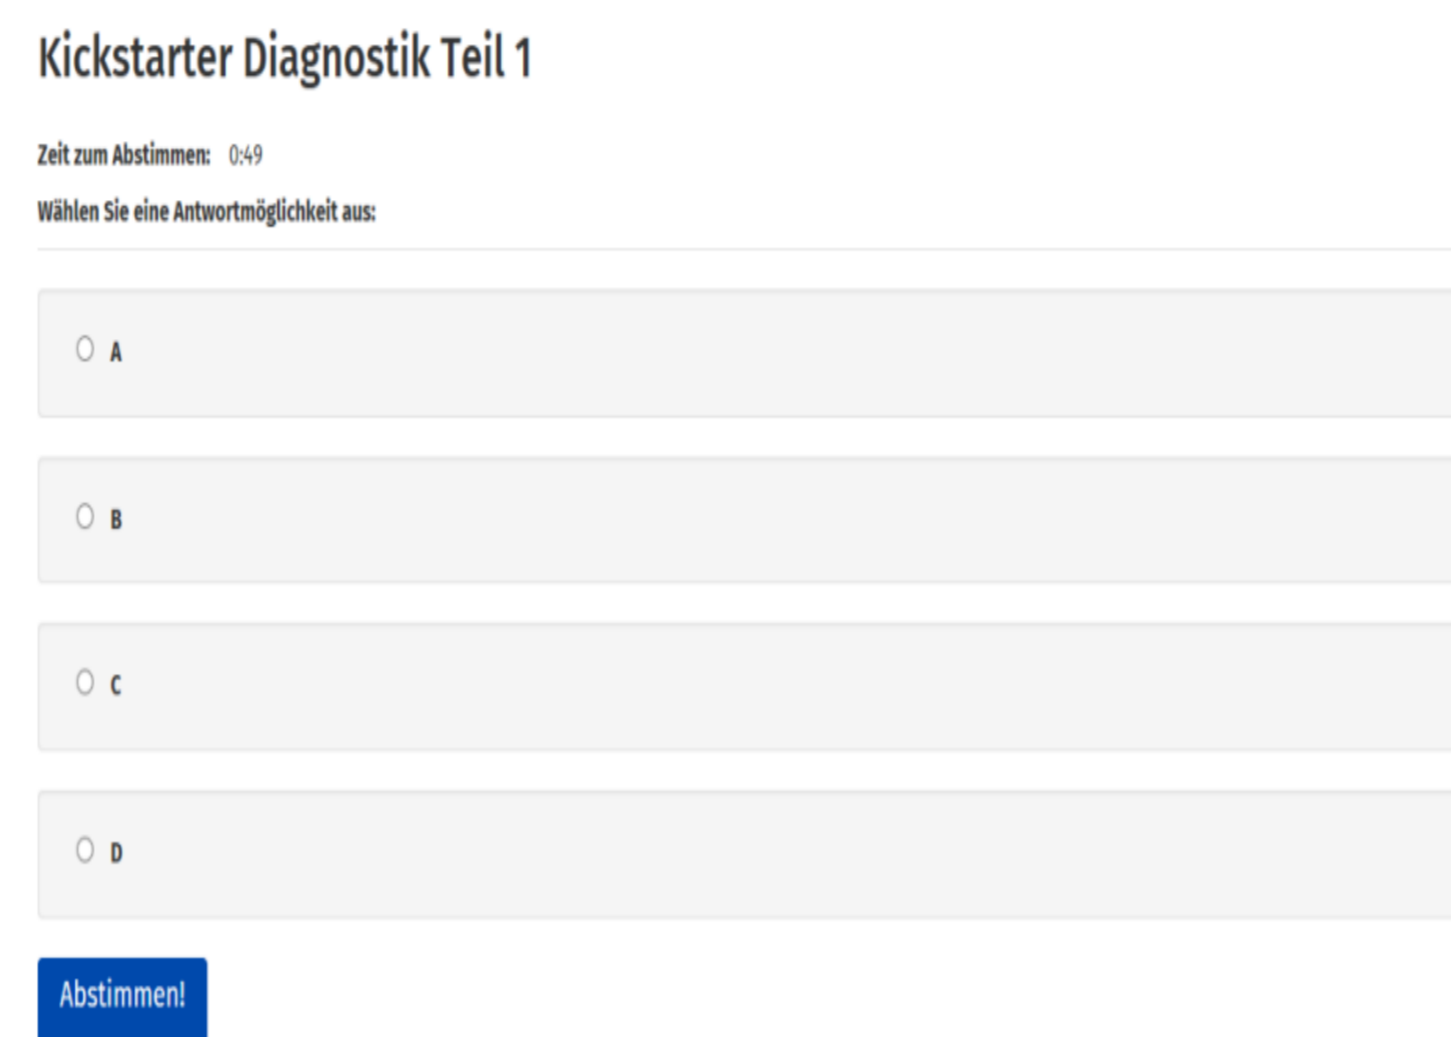 Kickstarter Diagnostik Teil 1
Zeit zum Abstimmen: 0:49
Wählen Sie eine Antwortmöglichkeit aus:
A
B
C
D
Abstimmen!